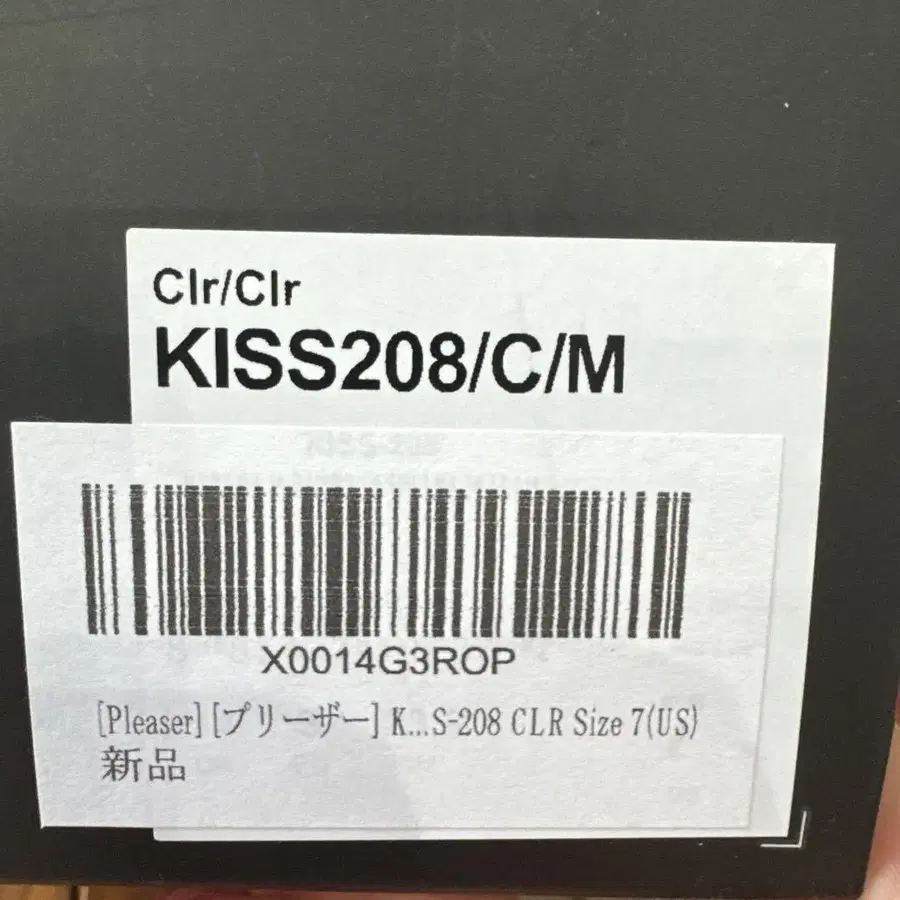 Clr/Clr
KISS208/C/M
X0014G3ROP
[Pleaser] [プリーザー] K...S-208 CLR Size 7(US)
新品